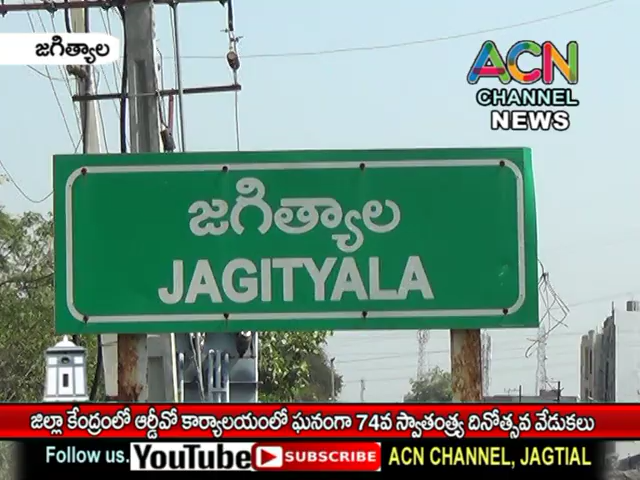 జగిత్యాల
ACN
CHANNEL
NEWS
జగిత్యాల
JAGITYALA
జిల్లా కేంద్రంలో ఆర్డీవో కార్యాలయంలో ఘనంగా 74వ స్వాతంత్ర్య దినోత్సవ వేడుకలు
Follow us. YouTube SUBSCRIBE ACN CHANNEL, JAGTIAL